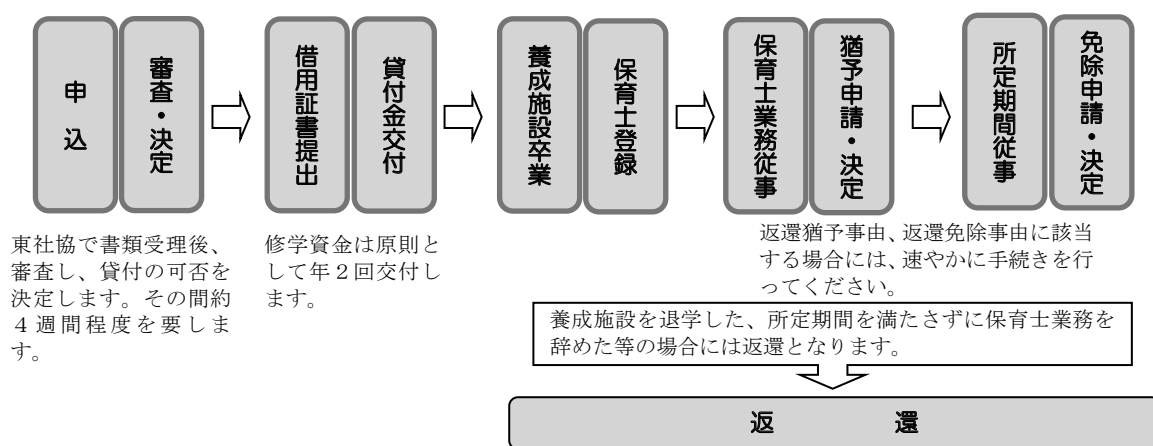 申込
審査・決定
借用証書提出
貸付金交付
養成施設卒業
保育士登録
保育士業務従事
猶予申請・決定
所定期間従事
免除申請・決定
東社協で書類受理後、
審査し、貸付の可否を
決定します。その間約
４週間程度を要しま
す。
修学資金は原則と
して年２回交付し
ます。
返還猶予事由、返還免除事由に該当
する場合には、速やかに手続きを行
ってください。
養成施設を退学した、所定期間を満たさずに保育士業務を
辞めた等の場合には返還となります。
返　還